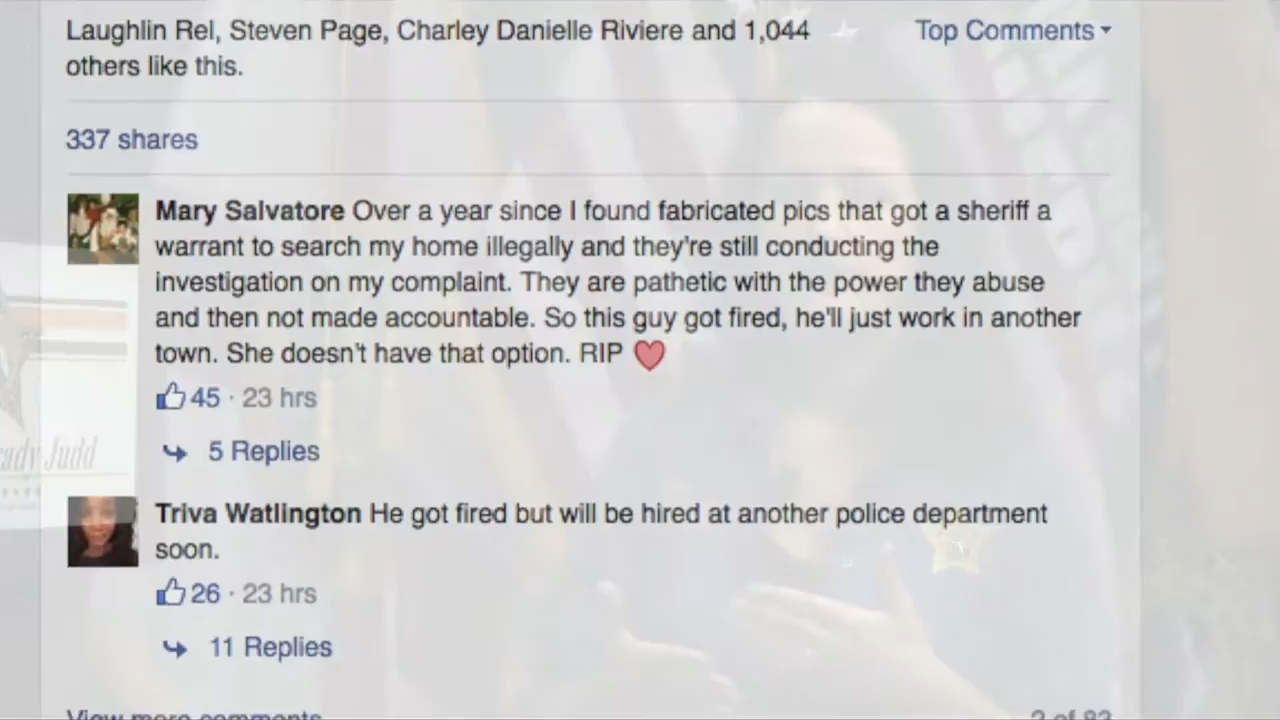 Laughlin Rel, Steven Page, Charley Danielle Riviere and 1,044
others like this.
Top Comments
337 shares
Mary Salvatore Over a year since I found fabricated pics that got a sheriff a
warrant to search my home illegally and they're still conducting the
investigation on my complaint. They are pathetic with the power they abuse
and then not made accountable. So this guy got fired, he'll just work in another
town. She doesn't have that option. RIP ❤
45 · 23 hrs
5 Replies
ady Judd
Triva Watlington He got fired but will be hired at another police department
soon.
26 · 23 hrs
11 Replies
View more comments
2 of 83